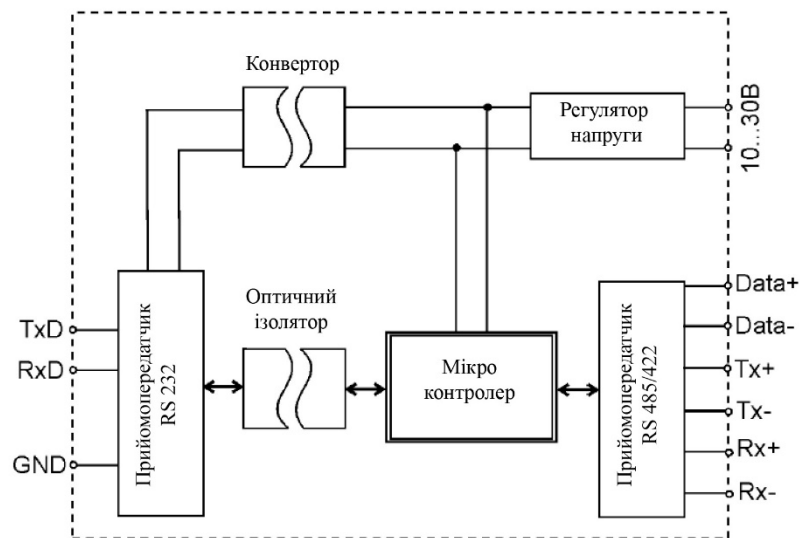 Конвертор
Регулятор
напруги
10...30В
Оптичний
ізолятор
TxD
RxD
GND
Прийомопередатчик
RS 232
Мікро
контролер
Прийомопередатчик
RS 485/422
Data+
Data-
Tx+
Tx-
Rx+
Rx-